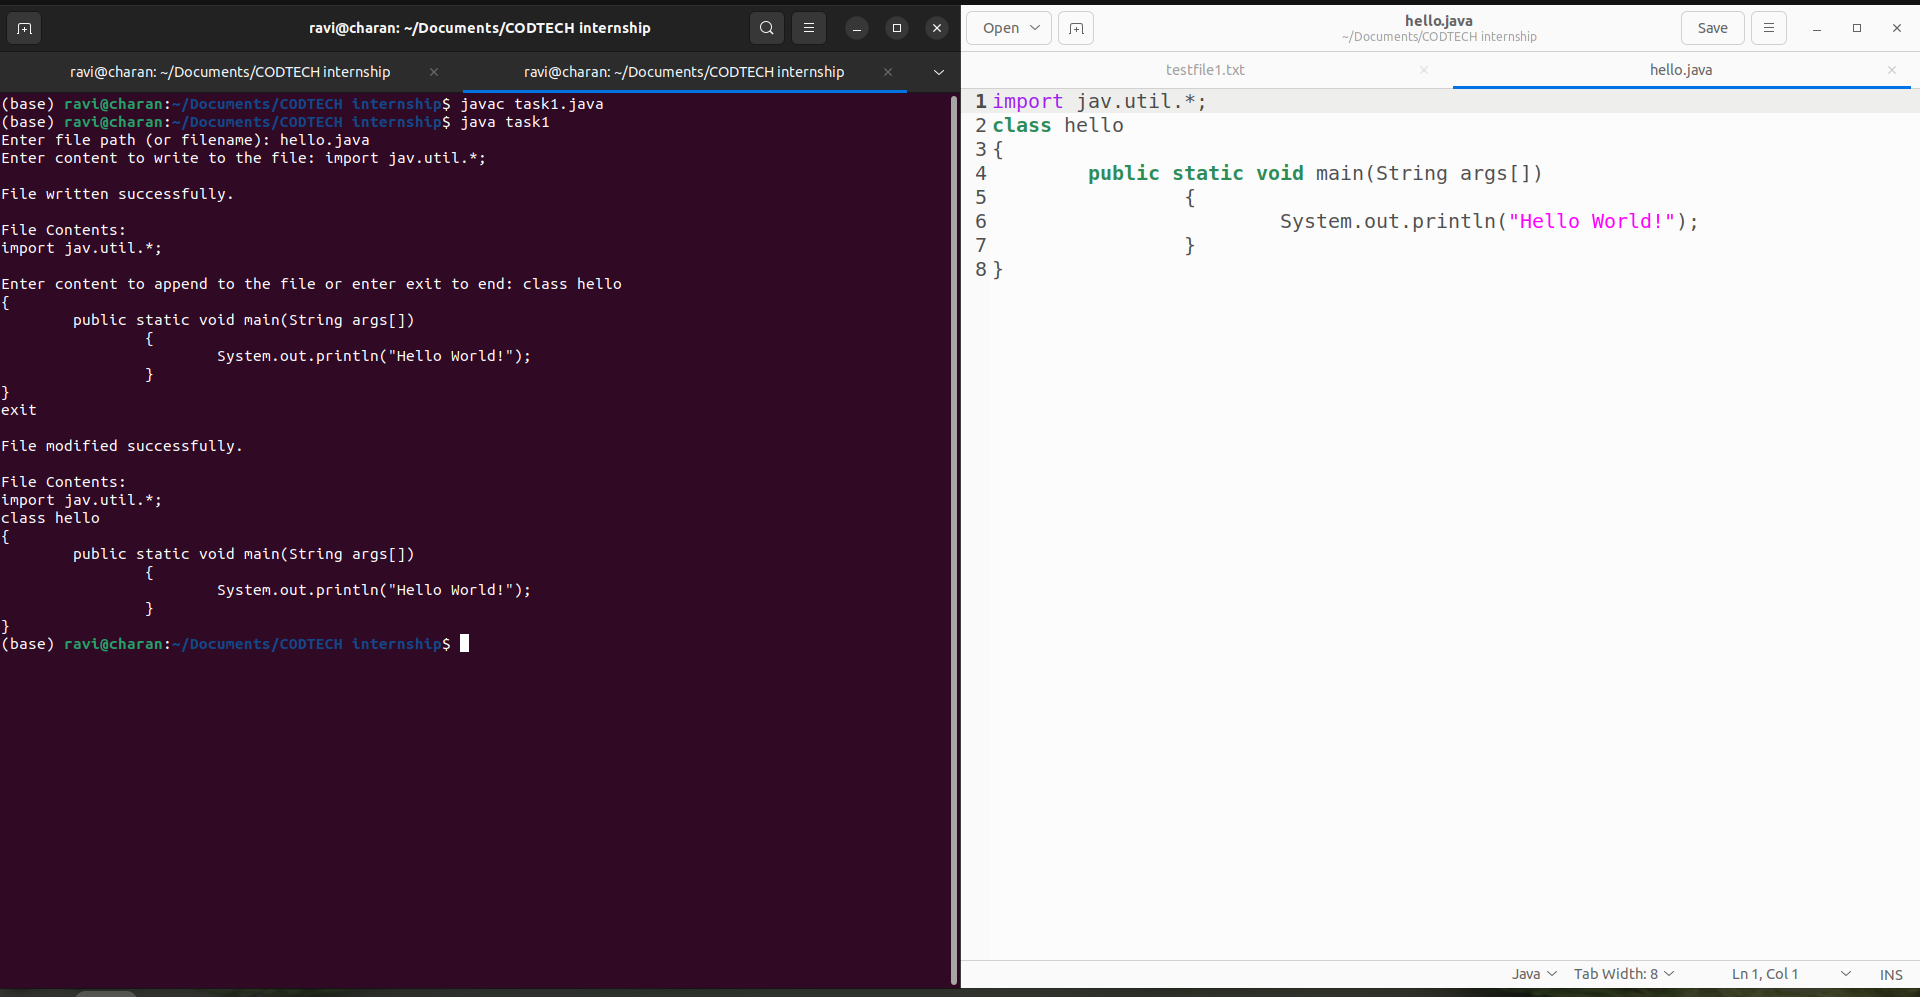 ravi@charan: ~/Documents/CODTECH internship
ravi@charan: ~/Documents/CODTECH internship
ravi@charan: ~/Documents/CODTECH internship
(base) ravi@charan:~/Documents/CODTECH internship$ javac task1.java
(base) ravi@charan:~/Documents/CODTECH internship$ java task1
Enter file path (or filename): hello.java
Enter content to write to the file: import jav.util.*;
File written successfully.
File Contents:
import jav.util.*;
Enter content to append to the file or enter exit to end: class hello
{
public static void main(String args[])
{
System.out.println("Hello World!");
}
}
exit
File modified successfully.
File Contents:
import jav.util.*;
class hello
{
public static void main(String args[])
{
System.out.println("Hello World!");
}
}
(base) ravi@charan:~/Documents/CODTECH internship$
Open
hello.java
~/Documents/CODTECH internship
Save
testfile1.txt
hello.java
1 import jav.util.*;
2 class hello
3 {
4 public static void main(String args[])
5 {
6 System.out.println("Hello World!");
7 }
8 }
Java
Tab Width: 8
Ln 1, Col 1
INS